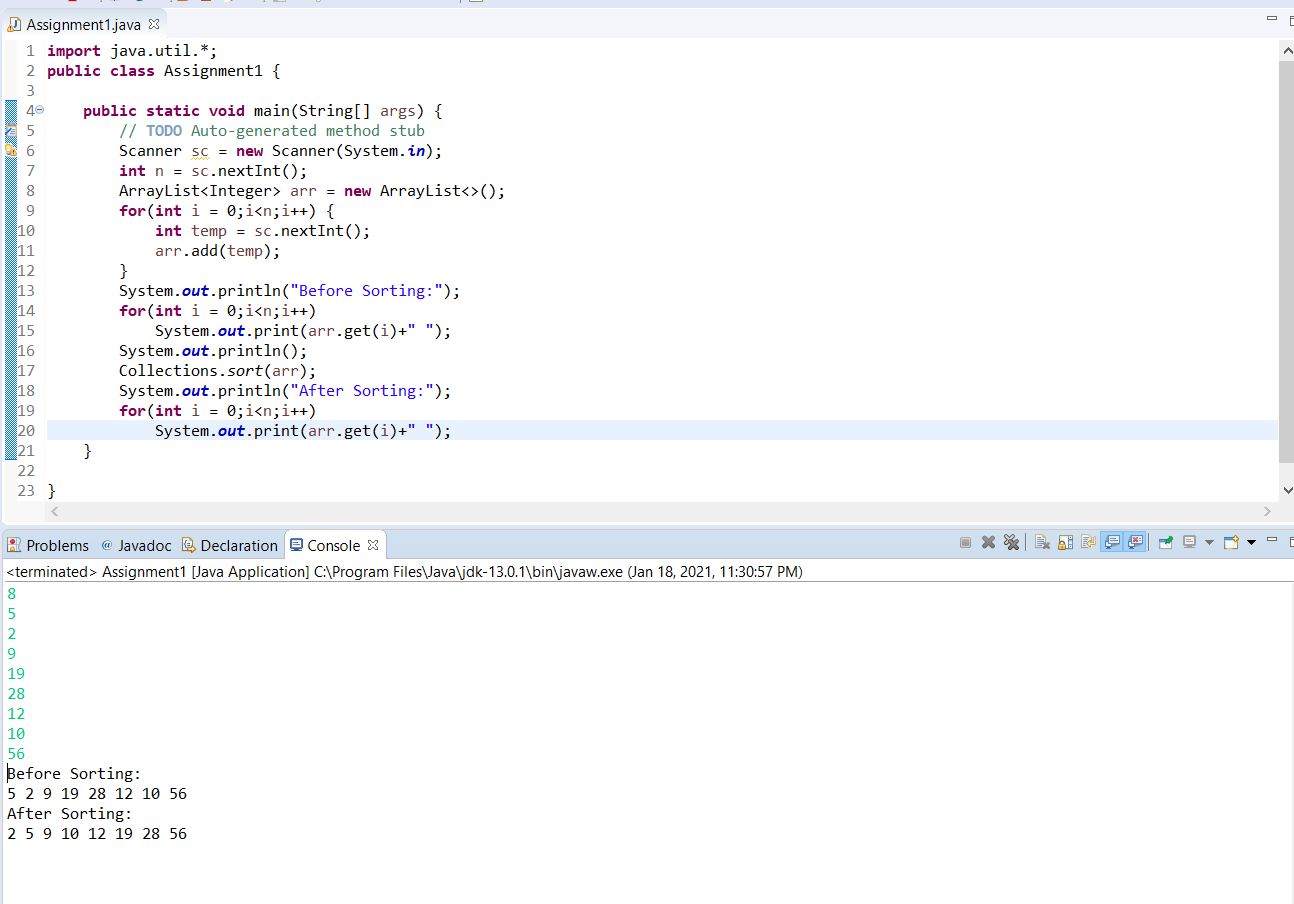 Assignment1.java
1 import java.util.*;
2 public class Assignment1 {
3
4     public static void main(String[] args) {
5         // TODO Auto-generated method stub
6         Scanner sc = new Scanner(System.in);
7         int n = sc.nextInt();
8         ArrayList<Integer> arr = new ArrayList<>();
9         for(int i = 0;i<n;i++) {
10             int temp = sc.nextInt();
11             arr.add(temp);
12         }
13         System.out.println("Before Sorting:");
14         for(int i = 0;i<n;i++)
15             System.out.print(arr.get(i)+" ");
16         System.out.println();
17         Collections.sort(arr);
18         System.out.println("After Sorting:");
19         for(int i = 0;i<n;i++)
20             System.out.print(arr.get(i)+" ");
21     }
22
23 }
Problems @ Javadoc Declaration Console
<terminated> Assignment1 [Java Application] C:\Program Files\Java\jdk-13.0.1\bin\javaw.exe (Jan 18, 2021, 11:30:57 PM)
8
5
2
9
19
28
12
10
56
Before Sorting:
5 2 9 19 28 12 10 56
After Sorting:
2 5 9 10 12 19 28 56